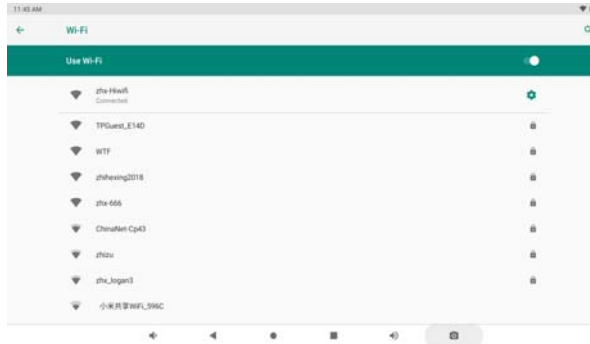 11:45 AM
Wi-Fi
Use Wi-Fi
zhx-Hiwifi
Connected
TPGuest_E14D
WTF
zhihexing2018
zhx-666
ChinaNet-Cp43
zhizu
zhx_logan3
小米共享WiFi_596C